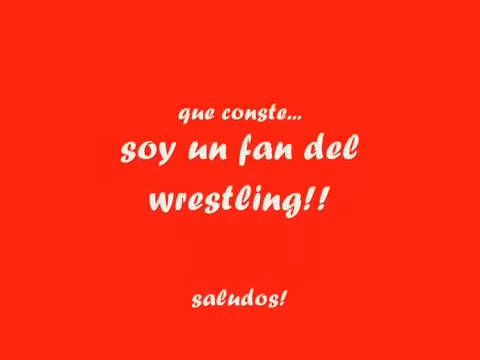 que conste...
soy un fan del
wrestling!!
saludos!